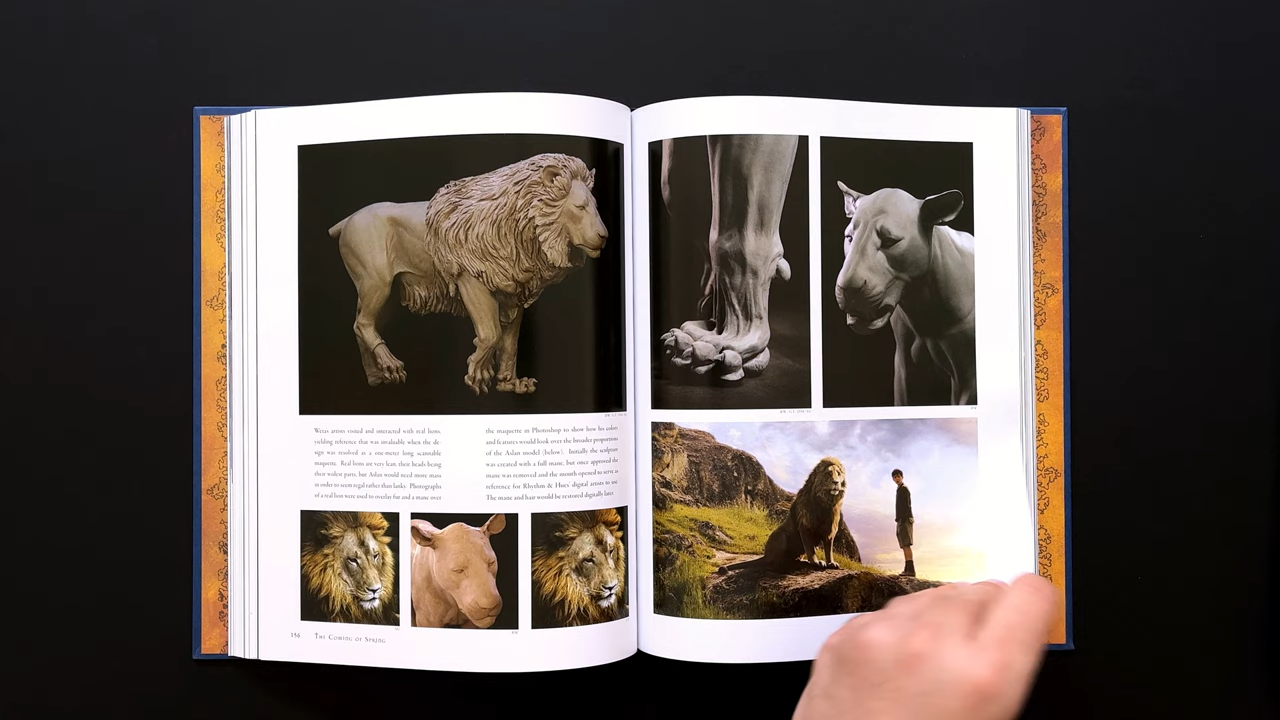 Wetas artists visited and interacted with real lions,
yielding reference that was invaluable when the de-
sign was resolved as a one-meter long scannable
maquette. Real lions are very lean, their heads being
their widest parts, but Aslan would need more mass
in order to seem regal rather than lanky. Photographs
of a real lion were used to overlay fur and a mane over
the maquette in Photoshop to show how his colors
and features would look over the broader proportions
of the Aslan model (below). Initially the sculpture
was created with a full mane, but once approved the
mane was removed and the mouth opened to serve as
reference for Rhythm & Hues' digital artists to use.
The mane and hair would be restored digitally later.
156 The Coming of Spring